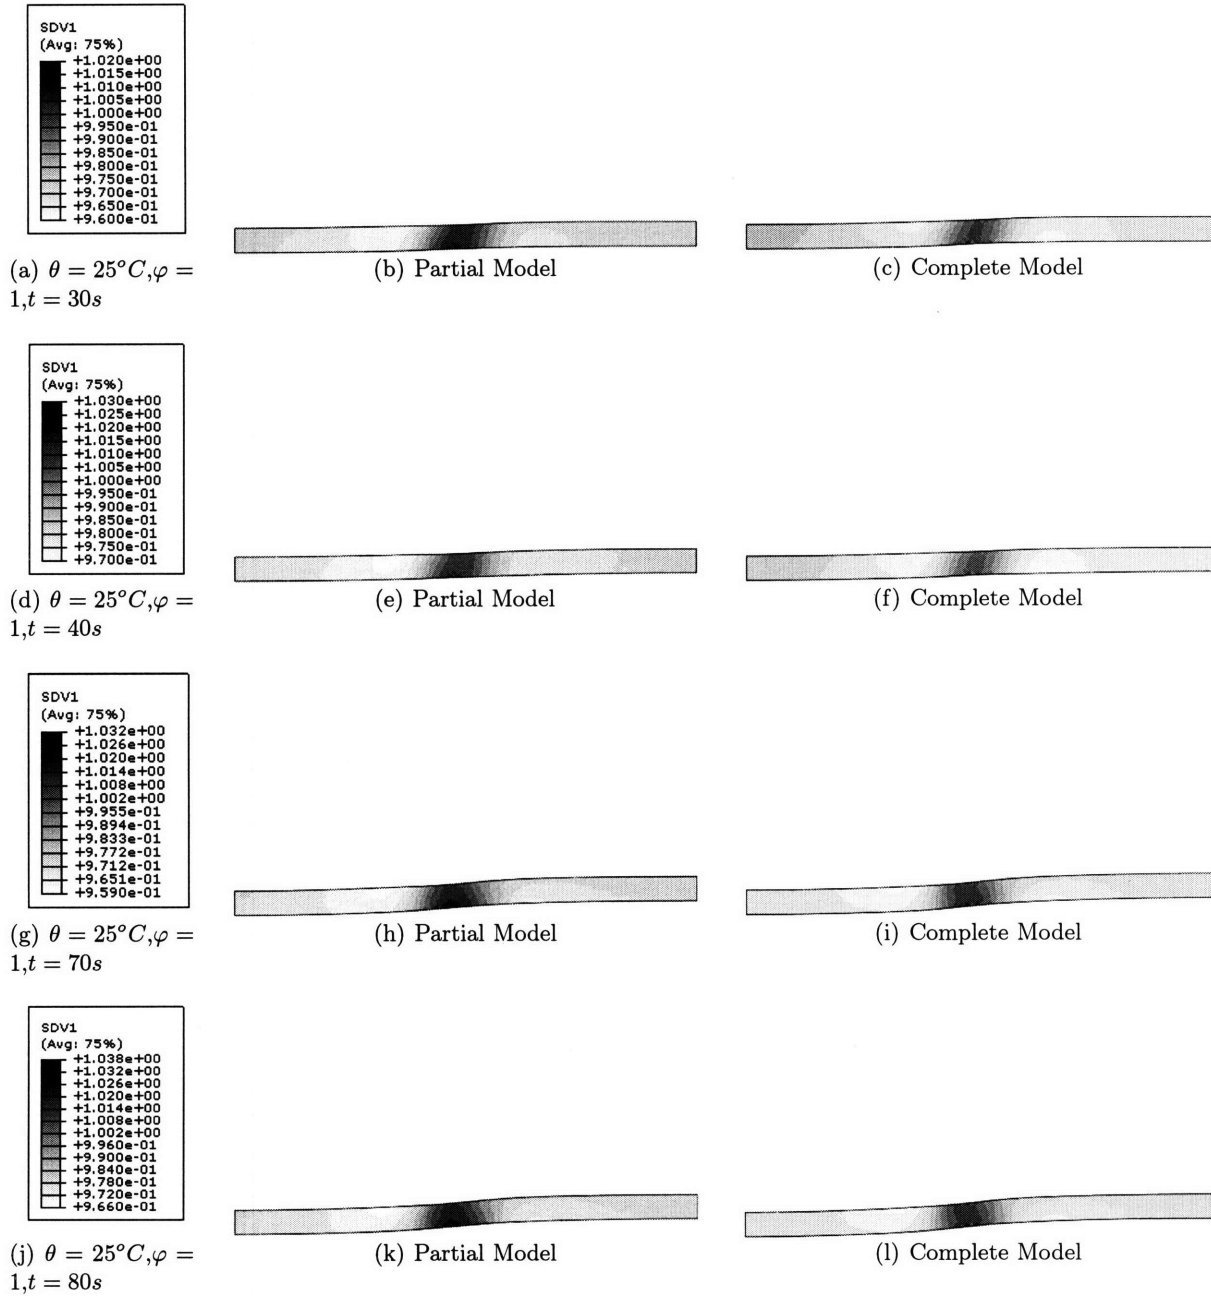 SDV1
(Avg: 75%)
+1.020e+00
+1.015e+00
+1.010e+00
+1.005e+00
+1.000e+00
+9.950e-01
+9.900e-01
+9.850e-01
+9.800e-01
+9.750e-01
+9.700e-01
+9.650e-01
+9.600e-01
(a) θ = 25°C,φ =
1,t = 30s
(b) Partial Model
(c) Complete Model
SDV1
(Avg: 75%)
+1.030e+00
+1.025e+00
+1.020e+00
+1.015e+00
+1.010e+00
+1.005e+00
+1.000e+00
+9.950e-01
+9.900e-01
+9.850e-01
+9.800e-01
+9.750e-01
+9.700e-01
(d) θ = 25°C,φ =
1,t = 40s
(e) Partial Model
(f) Complete Model
SDV1
(Avg: 75%)
+1.032e+00
+1.026e+00
+1.020e+00
+1.014e+00
+1.008e+00
+1.002e+00
+9.955e-01
+9.894e-01
+9.833e-01
+9.772e-01
+9.712e-01
+9.651e-01
+9.590e-01
(g) θ = 25°C,φ =
1,t = 70s
(h) Partial Model
(i) Complete Model
SDV1
(Avg: 75%)
+1.038e+00
+1.032e+00
+1.026e+00
+1.020e+00
+1.014e+00
+1.008e+00
+1.002e+00
+9.960e-01
+9.900e-01
+9.840e-01
+9.780e-01
+9.720e-01
+9.660e-01
(j) θ = 25°C,φ =
1,t = 80s
(k) Partial Model
(l) Complete Model